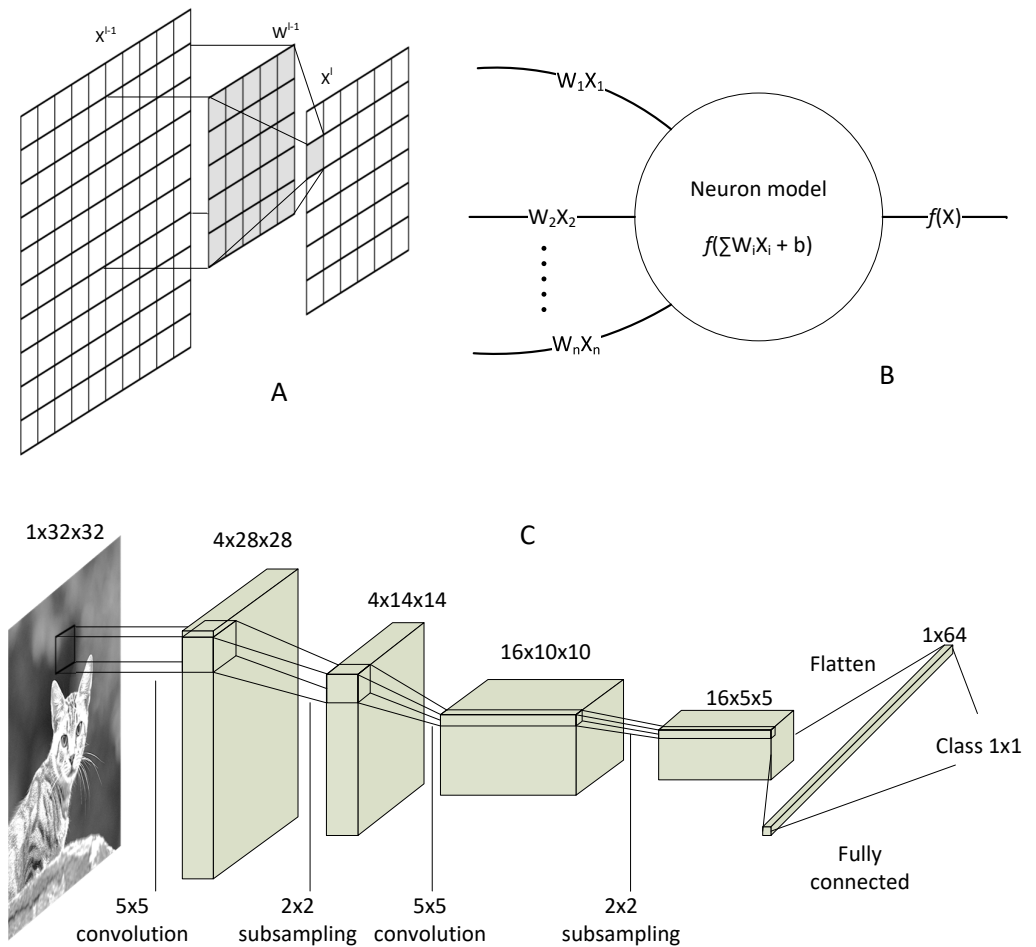 X^{l-1}
W^{l-1}
X^l
A
W₁X₁
W₂X₂
WₙXₙ
Neuron model
f(∑WᵢXᵢ + b)
f(X)
B
C
1x32x32
4x28x28
4x14x14
16x10x10
16x5x5
Flatten
1x64
Class 1x1
Fully
connected
5x5
convolution
2x2
subsampling
5x5
convolution
2x2
subsampling